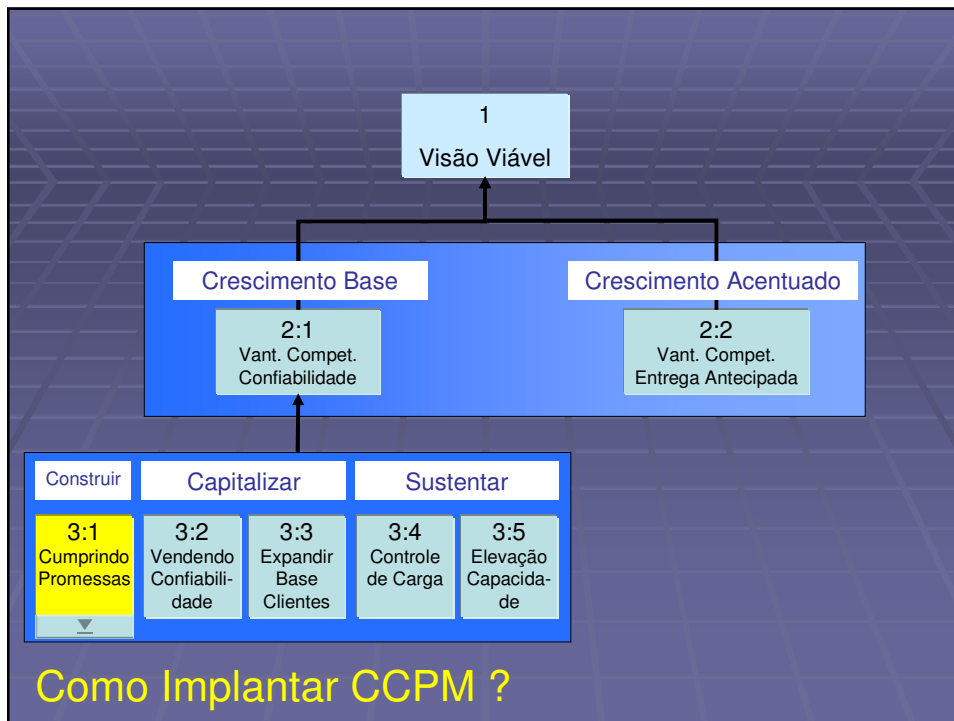 1
Visão Viável
Crescimento Base
Crescimento Acentuado
2:1
Vant. Compet.
Confiabilidade
2:2
Vant. Compet.
Entrega Antecipada
Construir
Capitalizar
Sustentar
3:1
Cumprindo
Promessas
3:2
Vendendo
Confiabili-
dade
3:3
Expandir
Base
Clientes
3:4
Controle
de Carga
3:5
Elevação
Capacida-
de
Como Implantar CCPM ?